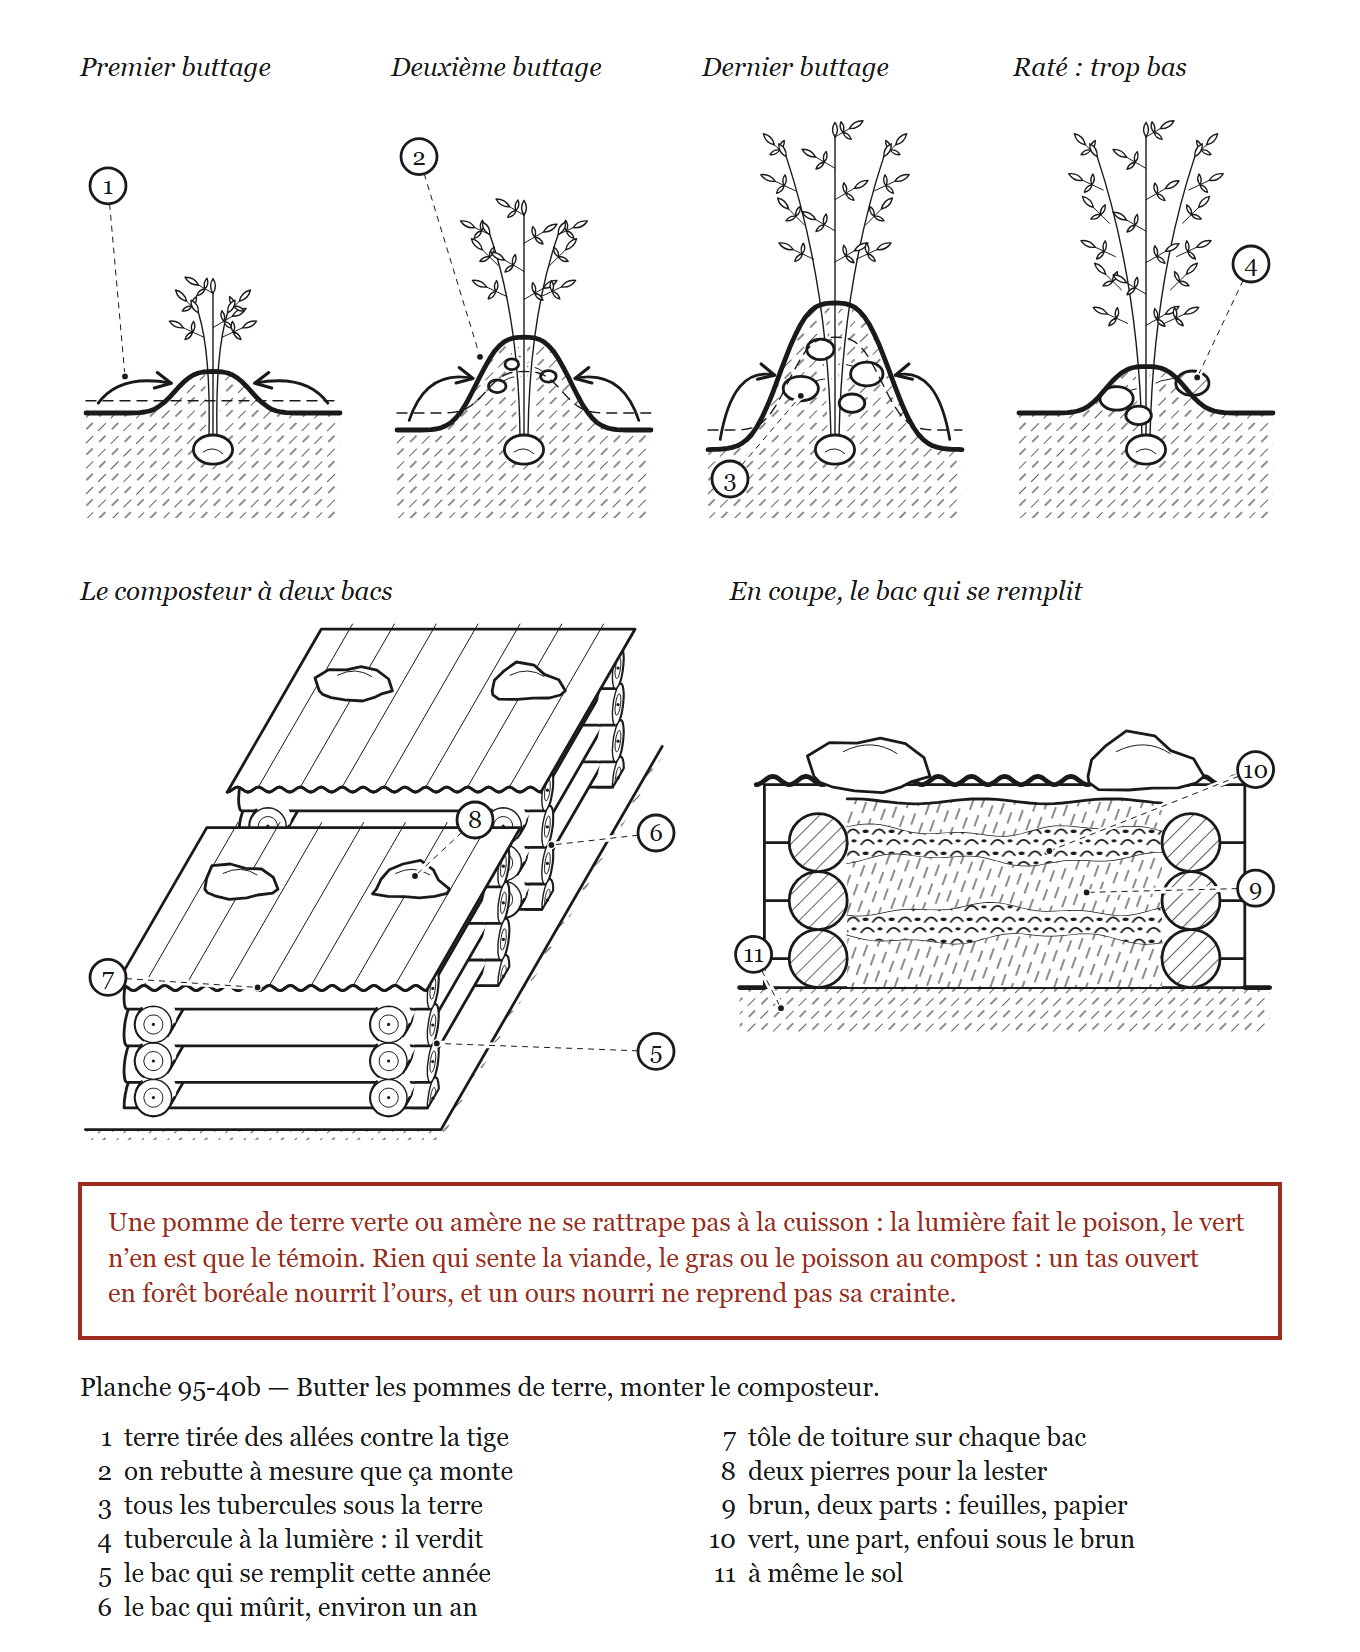 Premier buttage
Deuxième buttage
Dernier buttage
Raté : trop bas
1
2
3
4
Le composteur à deux bacs
En coupe, le bac qui se remplit
5
6
7
8
9
10
11
Une pomme de terre verte ou amère ne se rattrape pas à la cuisson : la lumière fait le poison, le vert
n’en est que le témoin. Rien qui sente la viande, le gras ou le poisson au compost : un tas ouvert
en forêt boréale nourrit l’ours, et un ours nourri ne reprend pas sa crainte.
Planche 95-40b — Butter les pommes de terre, monter le composteur.
1 terre tirée des allées contre la tige
2 on rebutte à mesure que ça monte
3 tous les tubercules sous la terre
4 tubercule à la lumière : il verdit
5 le bac qui se remplit cette année
6 le bac qui mûrit, environ un an
7 tôle de toiture sur chaque bac
8 deux pierres pour la lester
9 brun, deux parts : feuilles, papier
10 vert, une part, enfoui sous le brun
11 à même le sol